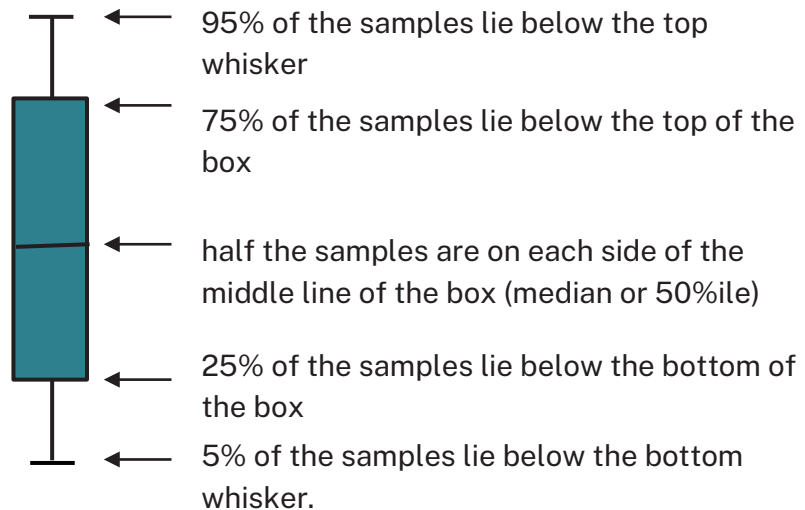 95% of the samples lie below the top
whisker
75% of the samples lie below the top of the
box
half the samples are on each side of the
middle line of the box (median or 50%ile)
25% of the samples lie below the bottom of
the box
5% of the samples lie below the bottom
whisker.